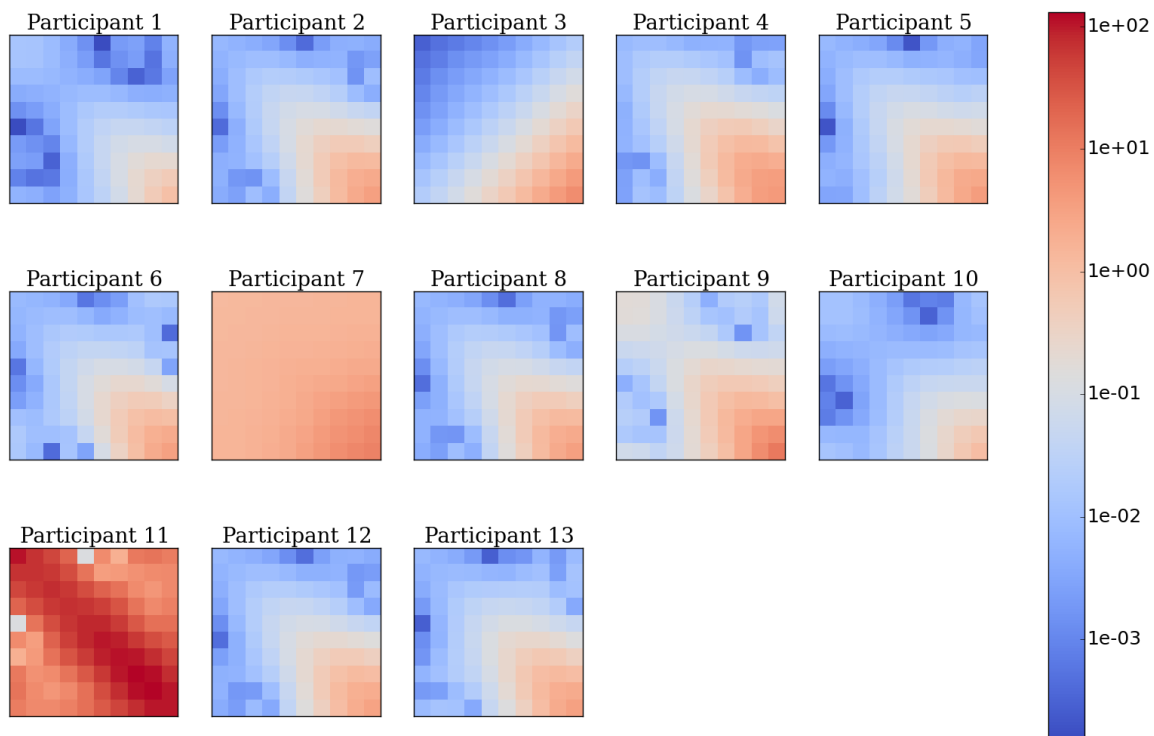 Participant 1
Participant 2
Participant 3
Participant 4
Participant 5
Participant 6
Participant 7
Participant 8
Participant 9
Participant 10
Participant 11
Participant 12
Participant 13
1e+02
1e+01
1e+00
1e-01
1e-02
1e-03